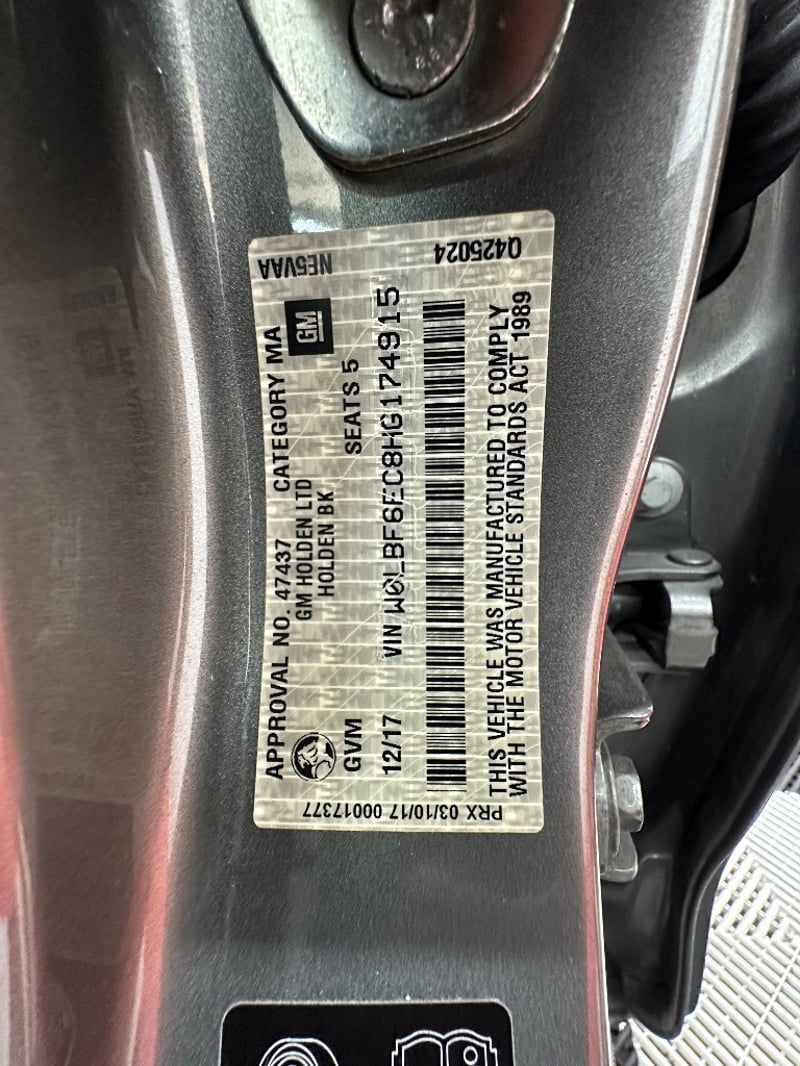 APPROVAL NO. 47437 CATEGORY MA
GM HOLDEN LTD
HOLDEN BK
GM
GVM SEATS 5
12/17 VIN W0LBF6EC8HG174915
THIS VEHICLE WAS MANUFACTURED TO COMPLY
WITH THE MOTOR VEHICLE STANDARDS ACT 1989
NE5VAA
Q425024
PRX 03/10/17 00017377